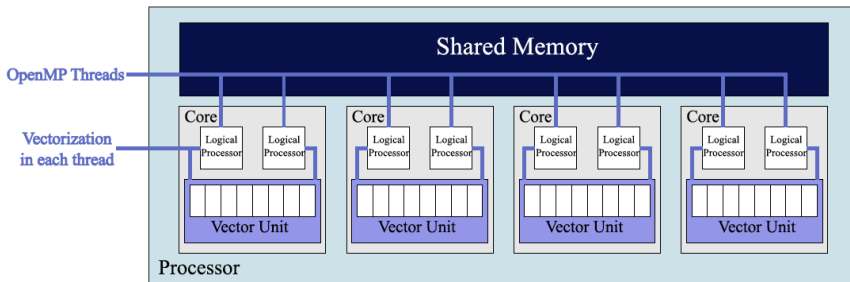 Shared Memory
OpenMP Threads
Core
Core
Core
Core
Logical
Processor
Logical
Processor
Logical
Processor
Logical
Processor
Logical
Processor
Logical
Processor
Logical
Processor
Logical
Processor
Vectorization
in each thread
Vector Unit
Vector Unit
Vector Unit
Vector Unit
Processor